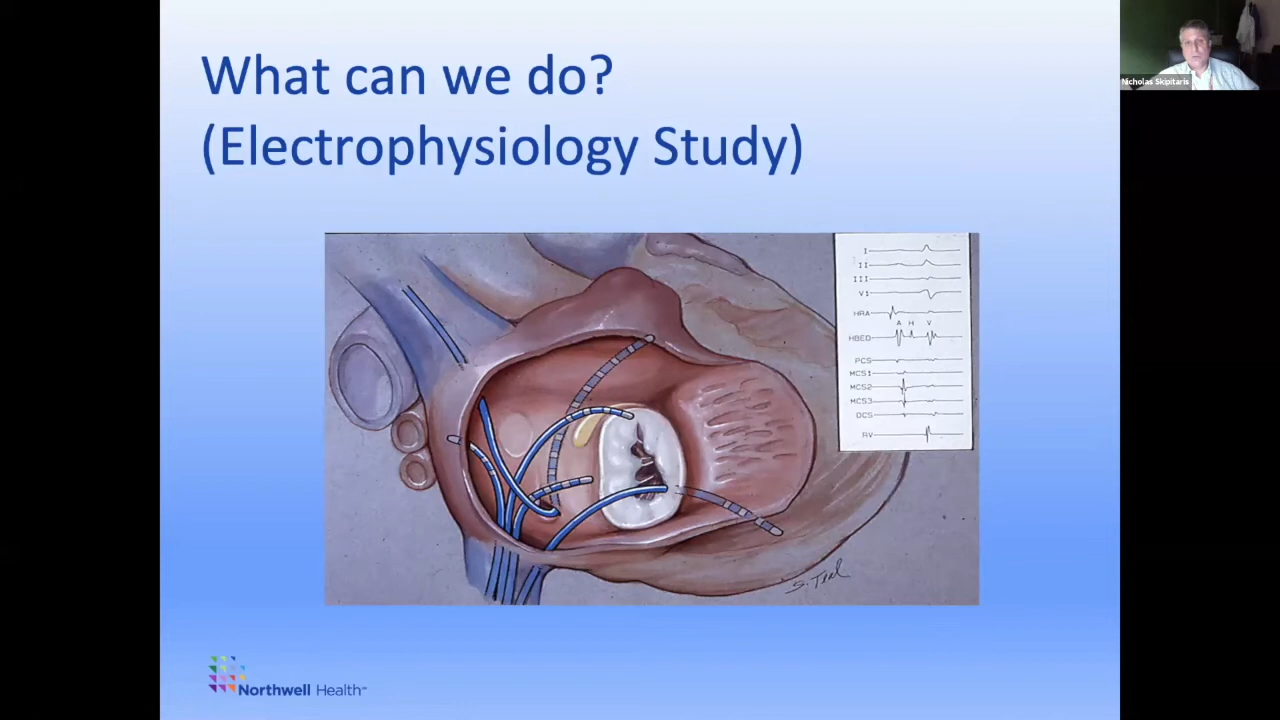 What can we do?
(Electrophysiology Study)
Nicholas Skipitaris
I
II
III
V1
HRA
A H V
HBED
PCS
MCS1
MCS2
MCS3
DCS
RV
S. Teal
Northwell Health